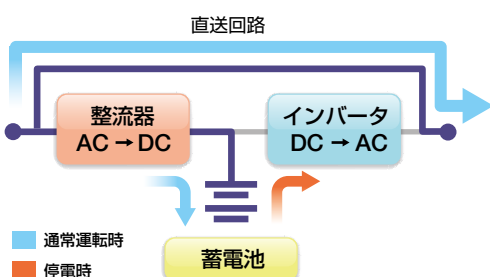 直送回路
整流器
AC→DC
インバータ
DC→AC
通常運転時
停電時
蓄電池